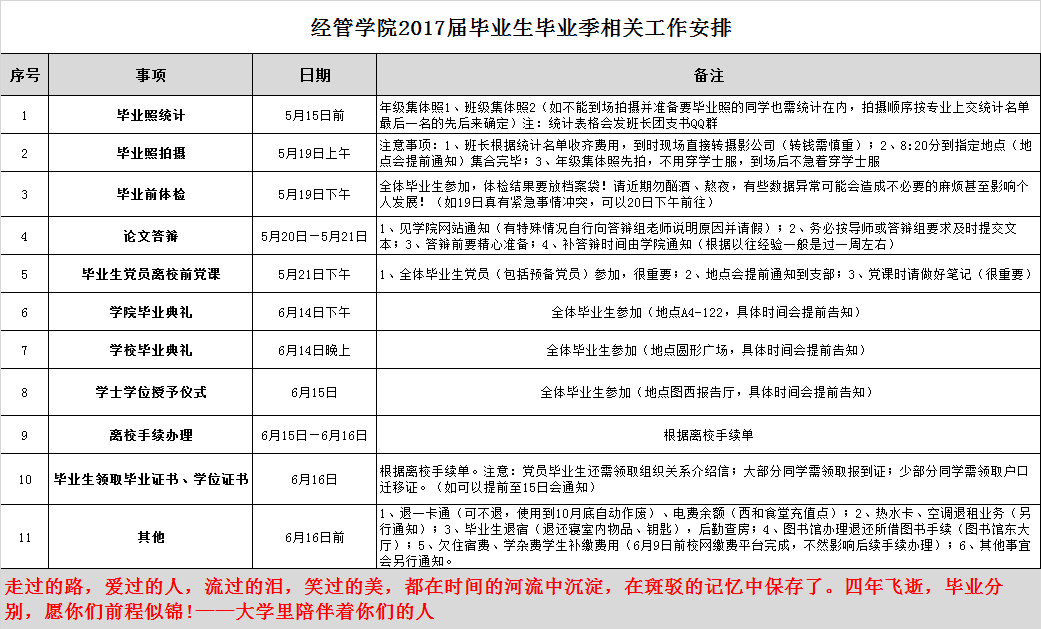 经管学院2017届毕业生毕业季相关工作安排
序号 事项 日期 备注
1 毕业照统计 5月15日前 年级集体照1、班级集体照2（如不能到场拍摄并准备要毕业照的同学也需统计在内，拍摄顺序按专业上交统计名单
最后一名的先后来确定）注：统计表格会发班长团支书QQ群
2 毕业照拍摄 5月19日上午 注意事项：1、班长根据统计名单收齐费用，到时现场直接转摄影公司（转钱需慎重）；2、8:20分到指定地点（地
点会提前通知）集合完毕；3、年级集体照先拍，不用穿学士服，到场后不急着穿学士服
3 毕业前体检 5月19日下午 全体毕业生参加，体检结果要放档案袋！请近期勿酗酒、熬夜，有些数据异常可能会造成不必要的麻烦甚至影响个
人发展！（如19日真有紧急事情冲突，可以20日下午前往）
4 论文答辩 5月20日－5月21日 1、见学院网站通知（有特殊情况自行向答辩组老师说明原因并请假）；2、务必按导师或答辩组要求及时提交文
本；3、答辩前要精心准备；4、补答辩时间由学院通知（根据以往经验一般是过一周左右）
5 毕业生党员离校前党课 5月21日下午 1、全体毕业生党员（包括预备党员）参加，很重要；2、地点会提前通知到支部；3、党课时请做好笔记（很重要）
6 学院毕业典礼 6月14日下午 全体毕业生参加（地点A4-122，具体时间会提前告知）
7 学校毕业典礼 6月14日晚上 全体毕业生参加（地点圆形广场，具体时间会提前告知）
8 学士学位授予仪式 6月15日 全体毕业生参加（地点图西报告厅，具体时间会提前告知）
9 离校手续办理 6月15日－6月16日 根据离校手续单
10 毕业生领取毕业证书、学位证书 6月16日 根据离校手续单。注意：党员毕业生还需领取组织关系介绍信；大部分同学需领取报到证；少部分同学需领取户口
迁移证。（如可以提前至15日会通知）
11 其他 6月16日前 1、退一卡通（可不退，使用到10月底自动作废）、电费余额（西和食堂充值点）；2、热水卡、空调退租业务（另
行通知）；3、毕业生退宿（退还寝室内物品、钥匙），后勤查房；4、图书馆办理退还所借图书手续（图书馆东大
厅）；5、欠住宿费、学杂费学生补缴费用（6月9日前校网缴费平台完成，不然影响后续手续办理）；6、其他事宜
会另行通知。
走过的路，爱过的人，流过的泪，笑过的美，都在时间的河流中沉淀，在斑驳的记忆中保存了。四年飞逝，毕业分
别，愿你们前程似锦！——大学里陪伴着你们的人